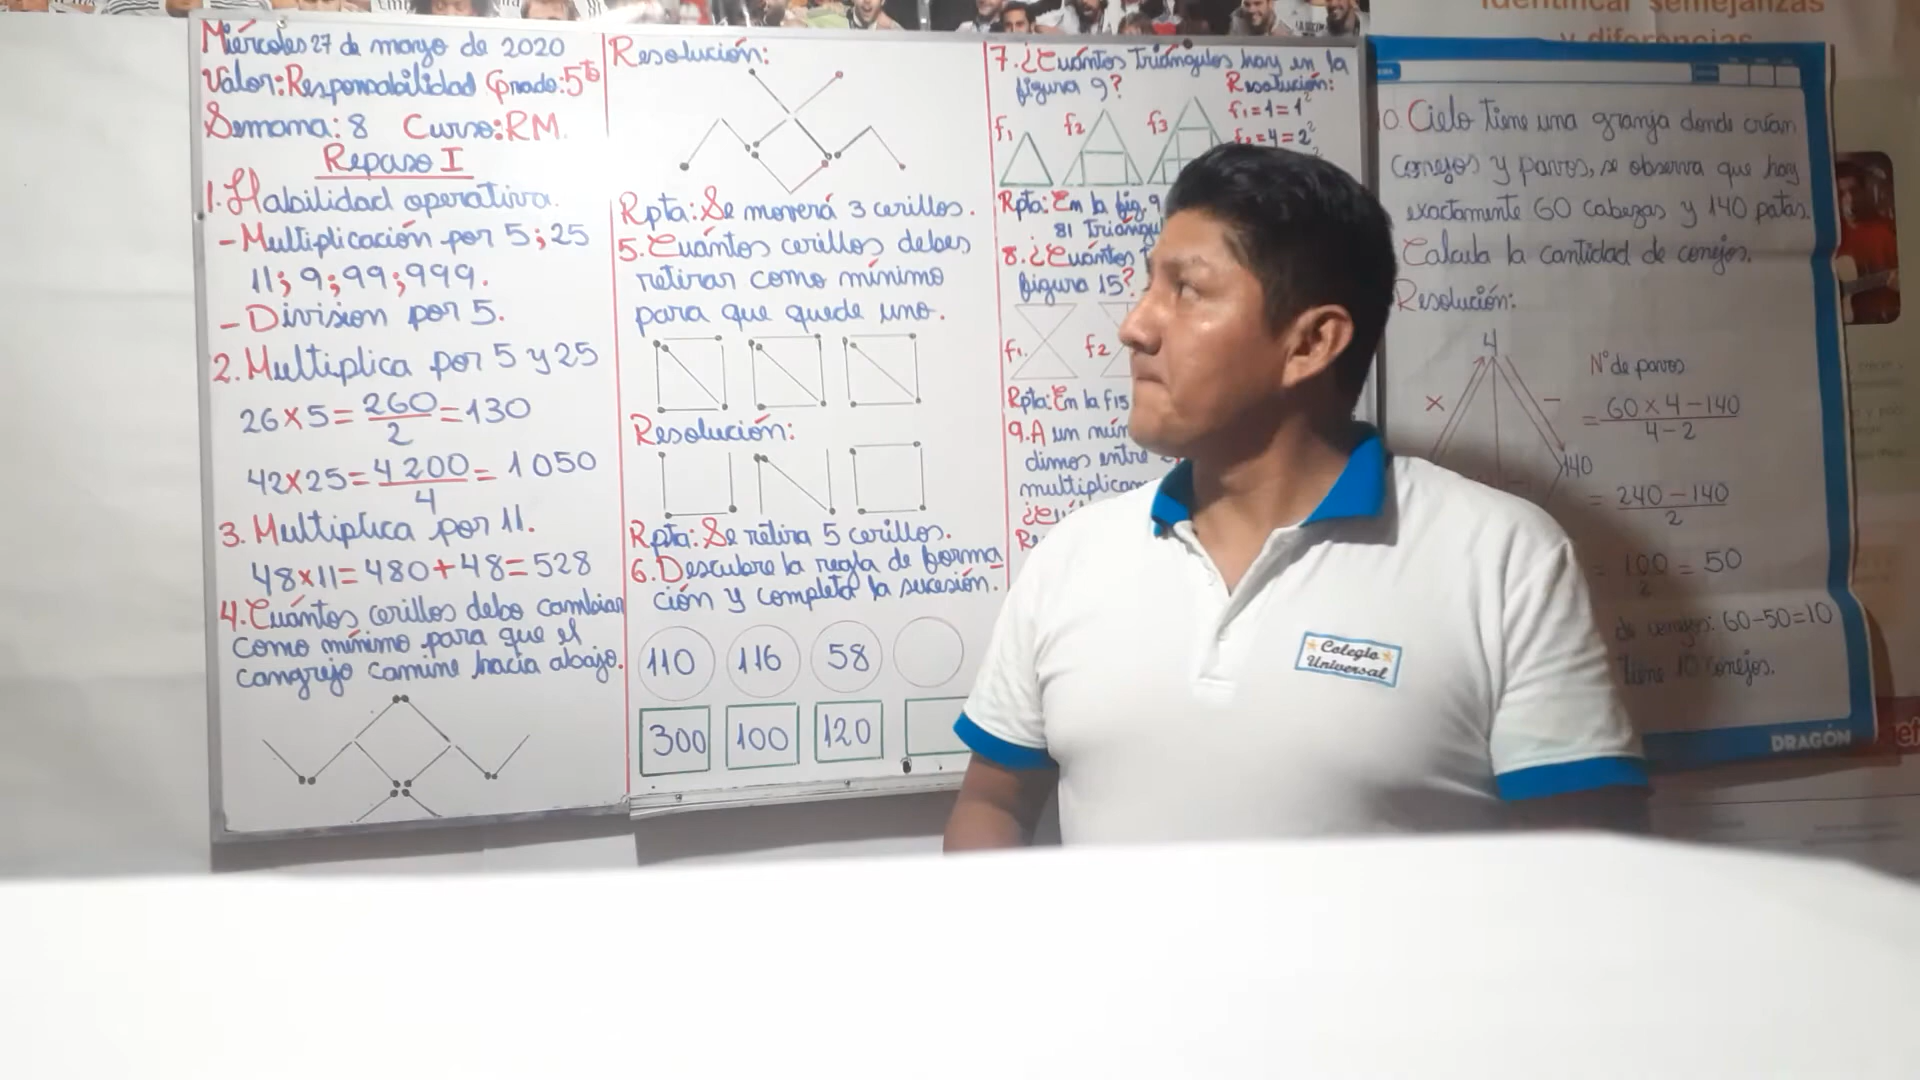 Miércoles 27 de mayo de 2020
Valor: Responsabilidad Grado: 5to
Semana: 8 Curso: RM.
Repaso I
1. Habilidad operativa.
- Multiplicación por 5; 25
11; 9; 99; 999.
- Division por 5.
2. Multiplica por 5 y 25
26 x 5 = 260/2 = 130
42 x 25 = 4 200/4 = 1 050
3. Multiplica por 11.
48 x 11 = 480 + 48 = 528
4. Cuántos cerillos debo cambiar
como mínimo para que el
cangrejo camine hacia abajo.
Resolución:
Rpta: Se moverá 3 cerillos.
5. Cuántos cerillos debes
retirar como mínimo
para que quede uno.
Resolución:
Rpta: Se retira 5 cerillos.
6. Descubre la regla de forma
ción y completa la sucesión.
110 116 58
300 100 120
7. ¿Cuántos triángulos hay en la
figura 9?
Resolución:
f1 = 1 = 1²
f2 = 4 = 2²
f1 f2 f3
Rpta: En la fig. 9
81
8. ¿Cuántos
figura 15?
f1. f2
Rpta: En la f15
9. A un
dimos entre
Cielo tiene una granja donde crían
conejos y pavos, se observa que hay
exactamente 60 cabezas y 140 patas.
Calcula la cantidad de conejos.
Resolución:
4
x -
140
N° de pavos
= 60 x 4 - 140 / 4 - 2
= 240 - 140 / 2
= 100/2 = 50
60 - 50 = 10
tiene 10 conejos.
DRAGÓN
Colegio
Universal
identificar semejanzas
y diferencias